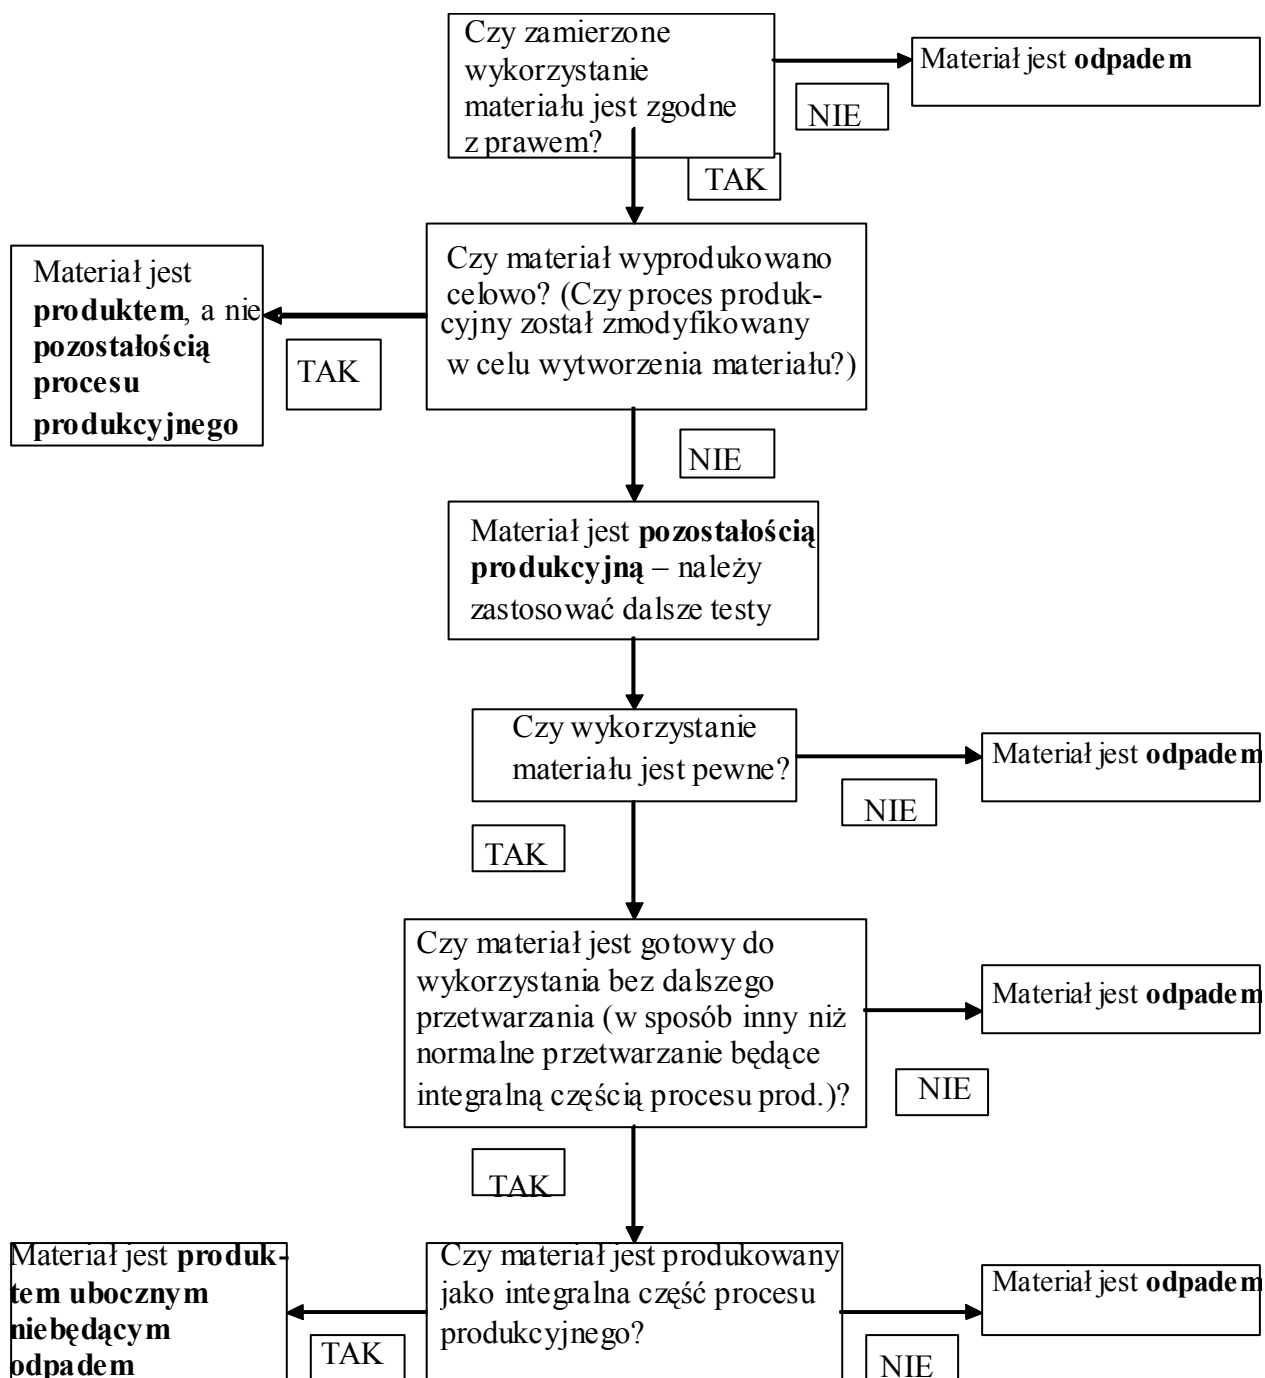 Czy zamierzone
wykorzystanie
materiału jest zgodne
z prawem?
Materiał jest odpadem
NIE
TAK
Materiał jest
produktem, a nie
pozostałością
procesu
produkcyjnego
TAK
Czy materiał wyprodukowano
celowo? (Czy proces produk-
cyjny został zmodyfikowany
w celu wytworzenia materiału?)
NIE
Materiał jest pozostałością
produkcyjną – należy
zastosować dalsze testy
Czy wykorzystanie
materiału jest pewne?
Materiał jest odpadem
NIE
TAK
Czy materiał jest gotowy do
wykorzystania bez dalszego
przetwarzania (w sposób inny niż
normalne przetwarzanie będące
integralną częścią procesu prod.)?
Materiał jest odpadem
NIE
TAK
Materiał jest produk-
tem ubocznym
niebędącym
odpadem
TAK
Czy materiał jest produkowany
jako integralna część procesu
produkcyjnego?
Materiał jest odpadem
NIE